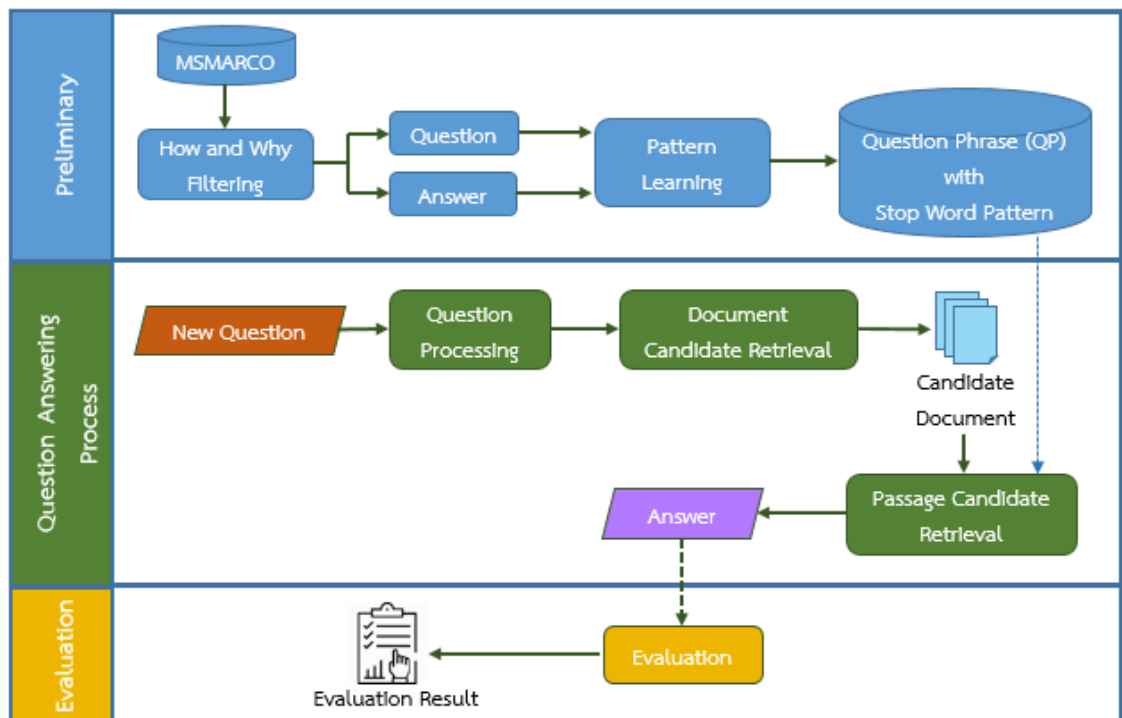 Preliminary
MSMARCO
How and Why
Filtering
Question
Answer
Pattern
Learning
Question Phrase (QP)
with
Stop Word Pattern
Question Answering
Process
New Question
Question
Processing
Document
Candidate Retrieval
Candidate
Document
Passage Candidate
Retrieval
Answer
Evaluation
Evaluation
Evaluation Result